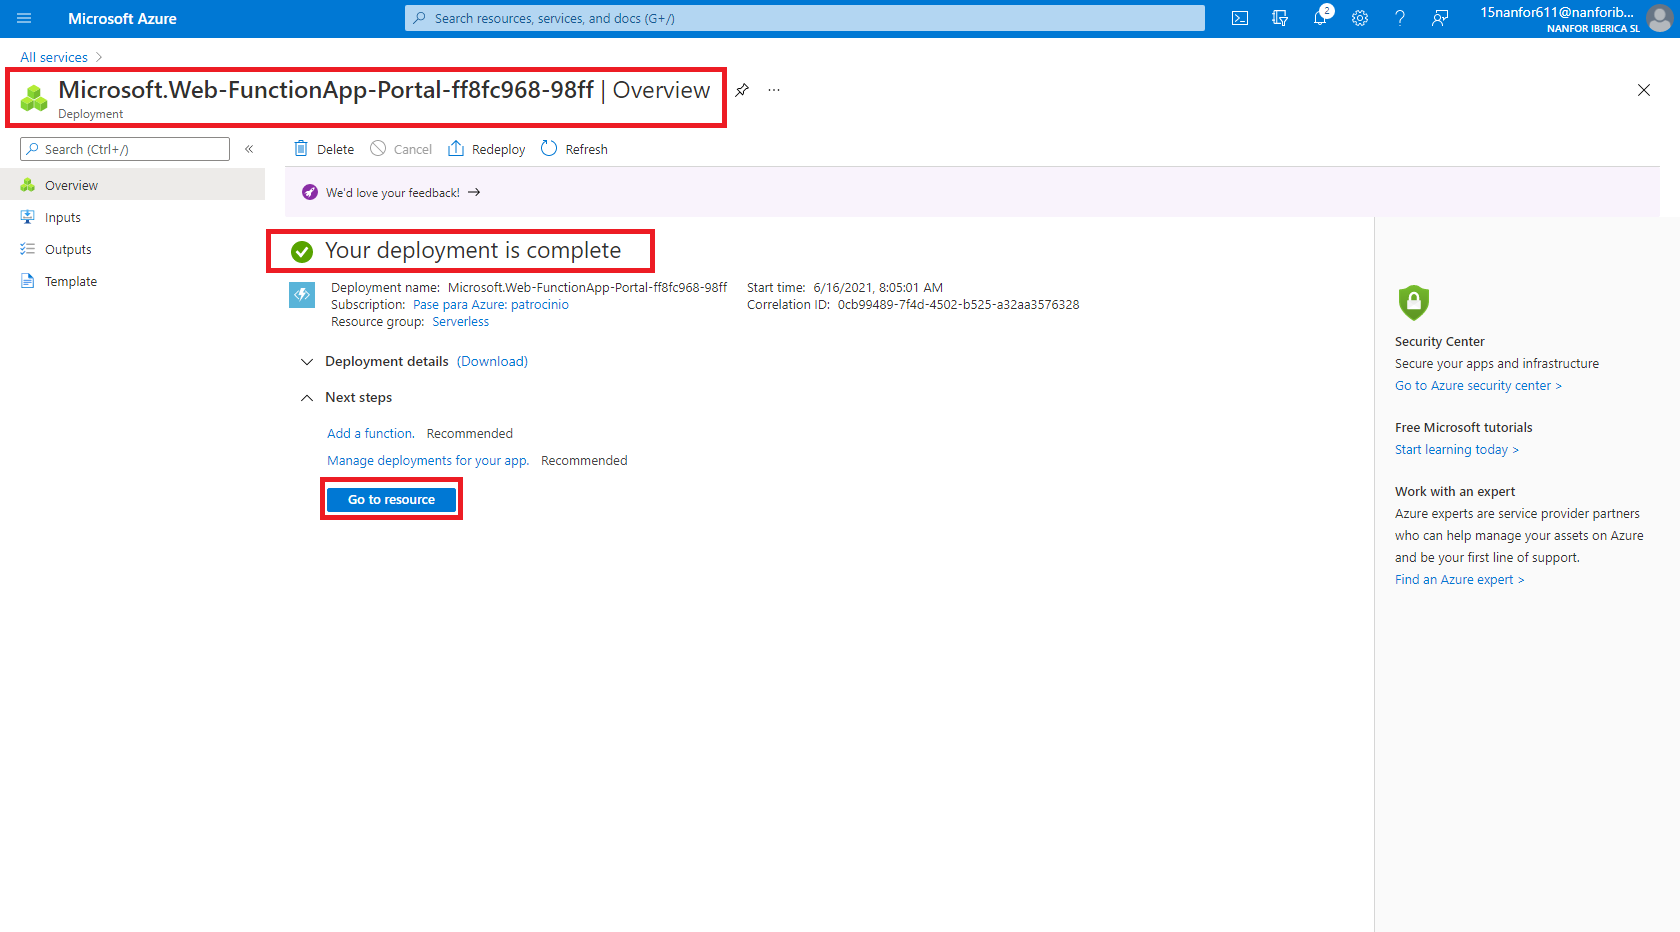 Microsoft Azure
Search resources, services, and docs (G+/)
2
15nanfor611@nanforib...
NANFOR IBERICA SL
All services
Microsoft.Web-FunctionApp-Portal-ff8fc968-98ff | Overview
Deployment
Search (Ctrl+/)
Overview
Inputs
Outputs
Template
Delete
Cancel
Redeploy
Refresh
We'd love your feedback!
Your deployment is complete
Deployment name: Microsoft.Web-FunctionApp-Portal-ff8fc968-98ff
Subscription: Pase para Azure: patrocinio
Resource group: Serverless
Start time: 6/16/2021, 8:05:01 AM
Correlation ID: 0cb99489-7f4d-4502-b525-a32aa3576328
Deployment details (Download)
Next steps
Add a function. Recommended
Manage deployments for your app. Recommended
Go to resource
Security Center
Secure your apps and infrastructure
Go to Azure security center >
Free Microsoft tutorials
Start learning today >
Work with an expert
Azure experts are service provider partners
who can help manage your assets on Azure
and be your first line of support.
Find an Azure expert >